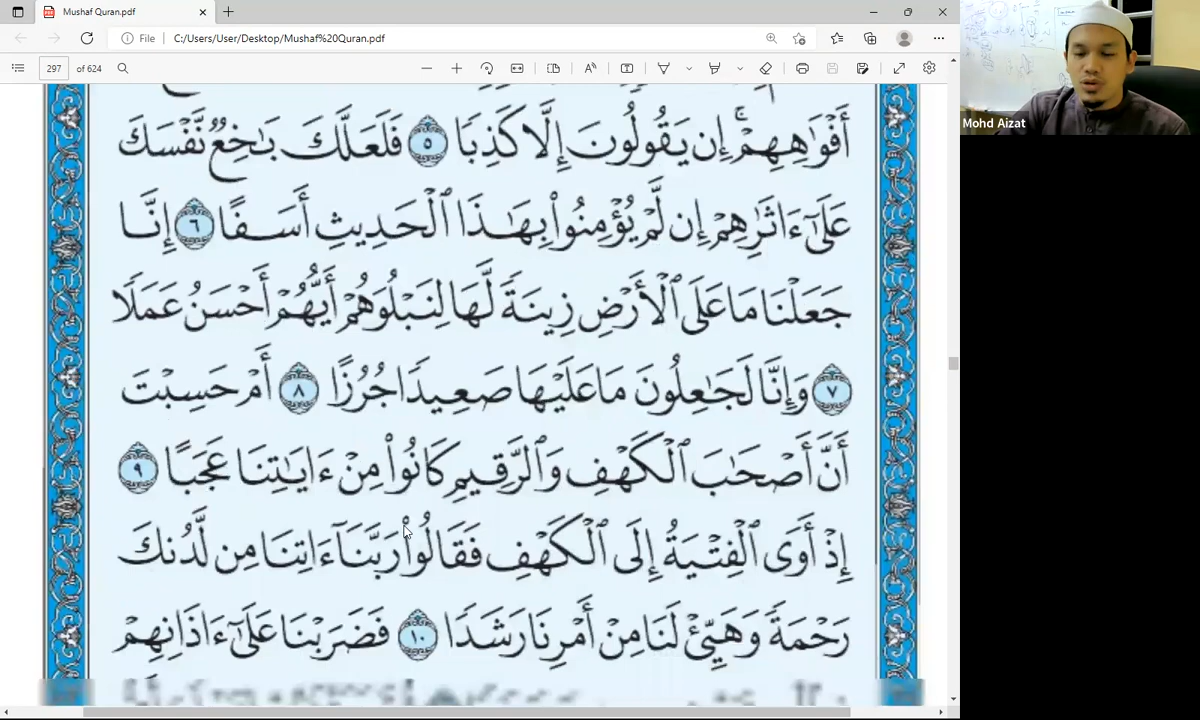 Mushaf Quran.pdf
File C:/Users/User/Desktop/Mushaf%20Quran.pdf
297 of 624
Mohd Aizat
أَفْوَٰهِهِمْ ۚ إِن يَقُولُونَ إِلَّا كَذِبًا ٥ فَلَعَلَّكَ بَـٰخِعٌ نَّفْسَكَ
عَلَىٰٓ ءَاثَـٰرِهِمْ إِن لَّمْ يُؤْمِنُوا۟ بِهَـٰذَا ٱلْحَدِيثِ أَسَفًا ٦ إِنَّا
جَعَلْنَا مَا عَلَى ٱلْأَرْضِ زِينَةً لَّهَا لِنَبْلُوَهُمْ أَيُّهُمْ أَحْسَنُ عَمَلًا
٧ وَإِنَّا لَجَـٰعِلُونَ مَا عَلَيْهَا صَعِيدًا جُرُزًا ٨ أَمْ حَسِبْتَ
أَنَّ أَصْحَـٰبَ ٱلْكَهْفِ وَٱلرَّقِيمِ كَانُوا۟ مِنْ ءَايَـٰتِنَا عَجَبًا ٩
إِذْ أَوَى ٱلْفِتْيَةُ إِلَى ٱلْكَهْفِ فَقَالُوا۟ رَبَّنَآ ءَاتِنَا مِن لَّدُنكَ
رَحْمَةً وَهَيِّئْ لَنَا مِنْ أَمْرِنَا رَشَدًا ١٠ فَضَرَبْنَا عَلَىٰٓ ءَاذَانِهِمْ